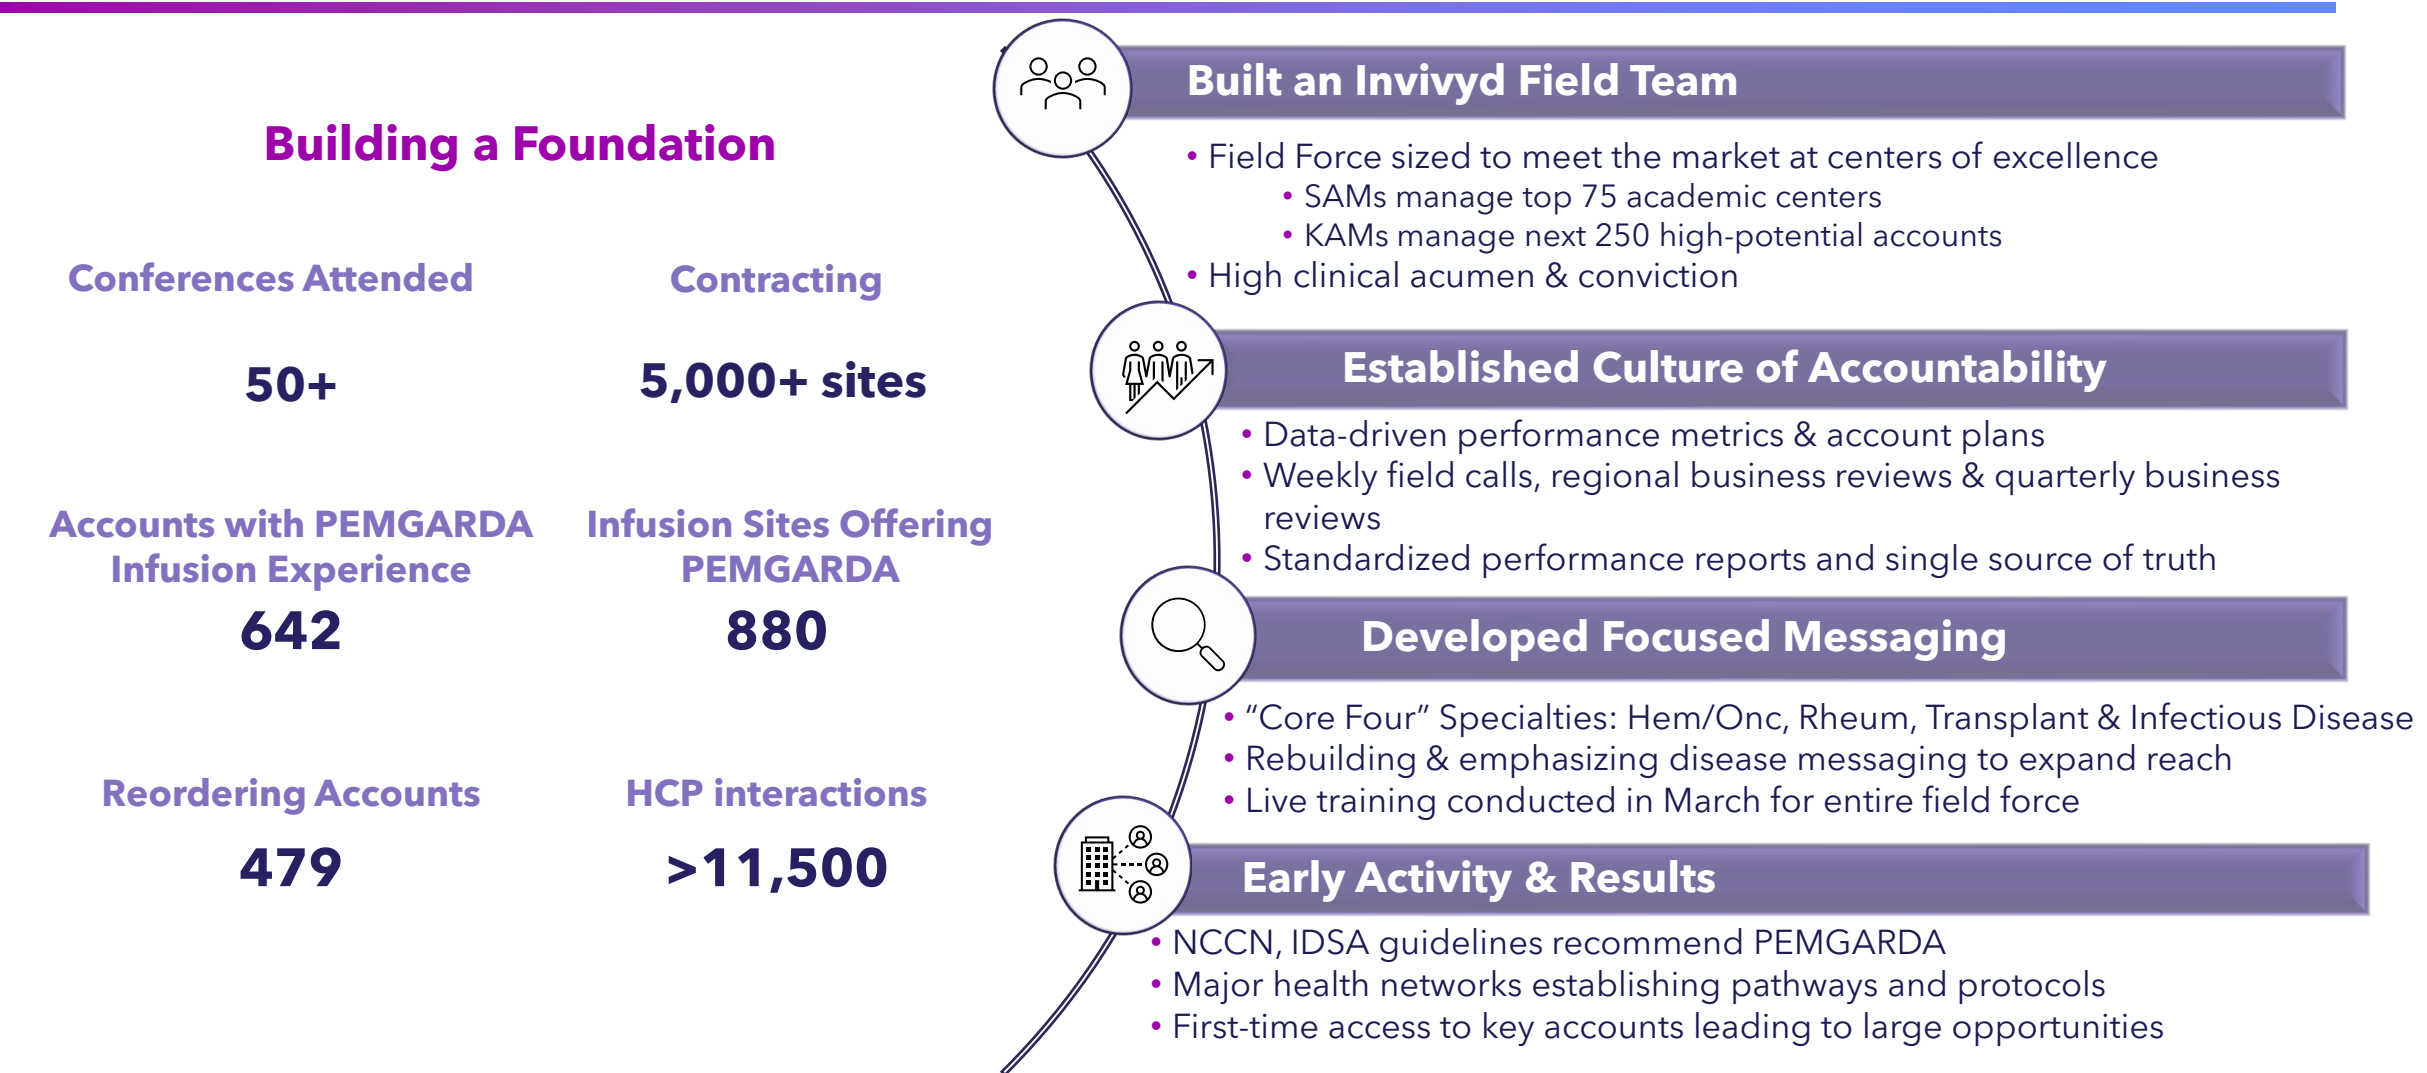 Building a Foundation
Conferences Attended
50+
Contracting
5,000+ sites
Accounts with PEMGARDA
Infusion Experience
642
Infusion Sites Offering
PEMGARDA
880
Reordering Accounts
479
HCP interactions
>11,500
Built an Invivyd Field Team
• Field Force sized to meet the market at centers of excellence
• SAMs manage top 75 academic centers
• KAMs manage next 250 high-potential accounts
• High clinical acumen & conviction
Established Culture of Accountability
• Data-driven performance metrics & account plans
• Weekly field calls, regional business reviews & quarterly business
reviews
• Standardized performance reports and single source of truth
Developed Focused Messaging
• “Core Four” Specialties: Hem/Onc, Rheum, Transplant & Infectious Disease
• Rebuilding & emphasizing disease messaging to expand reach
• Live training conducted in March for entire field force
Early Activity & Results
• NCCN, IDSA guidelines recommend PEMGARDA
• Major health networks establishing pathways and protocols
• First-time access to key accounts leading to large opportunities